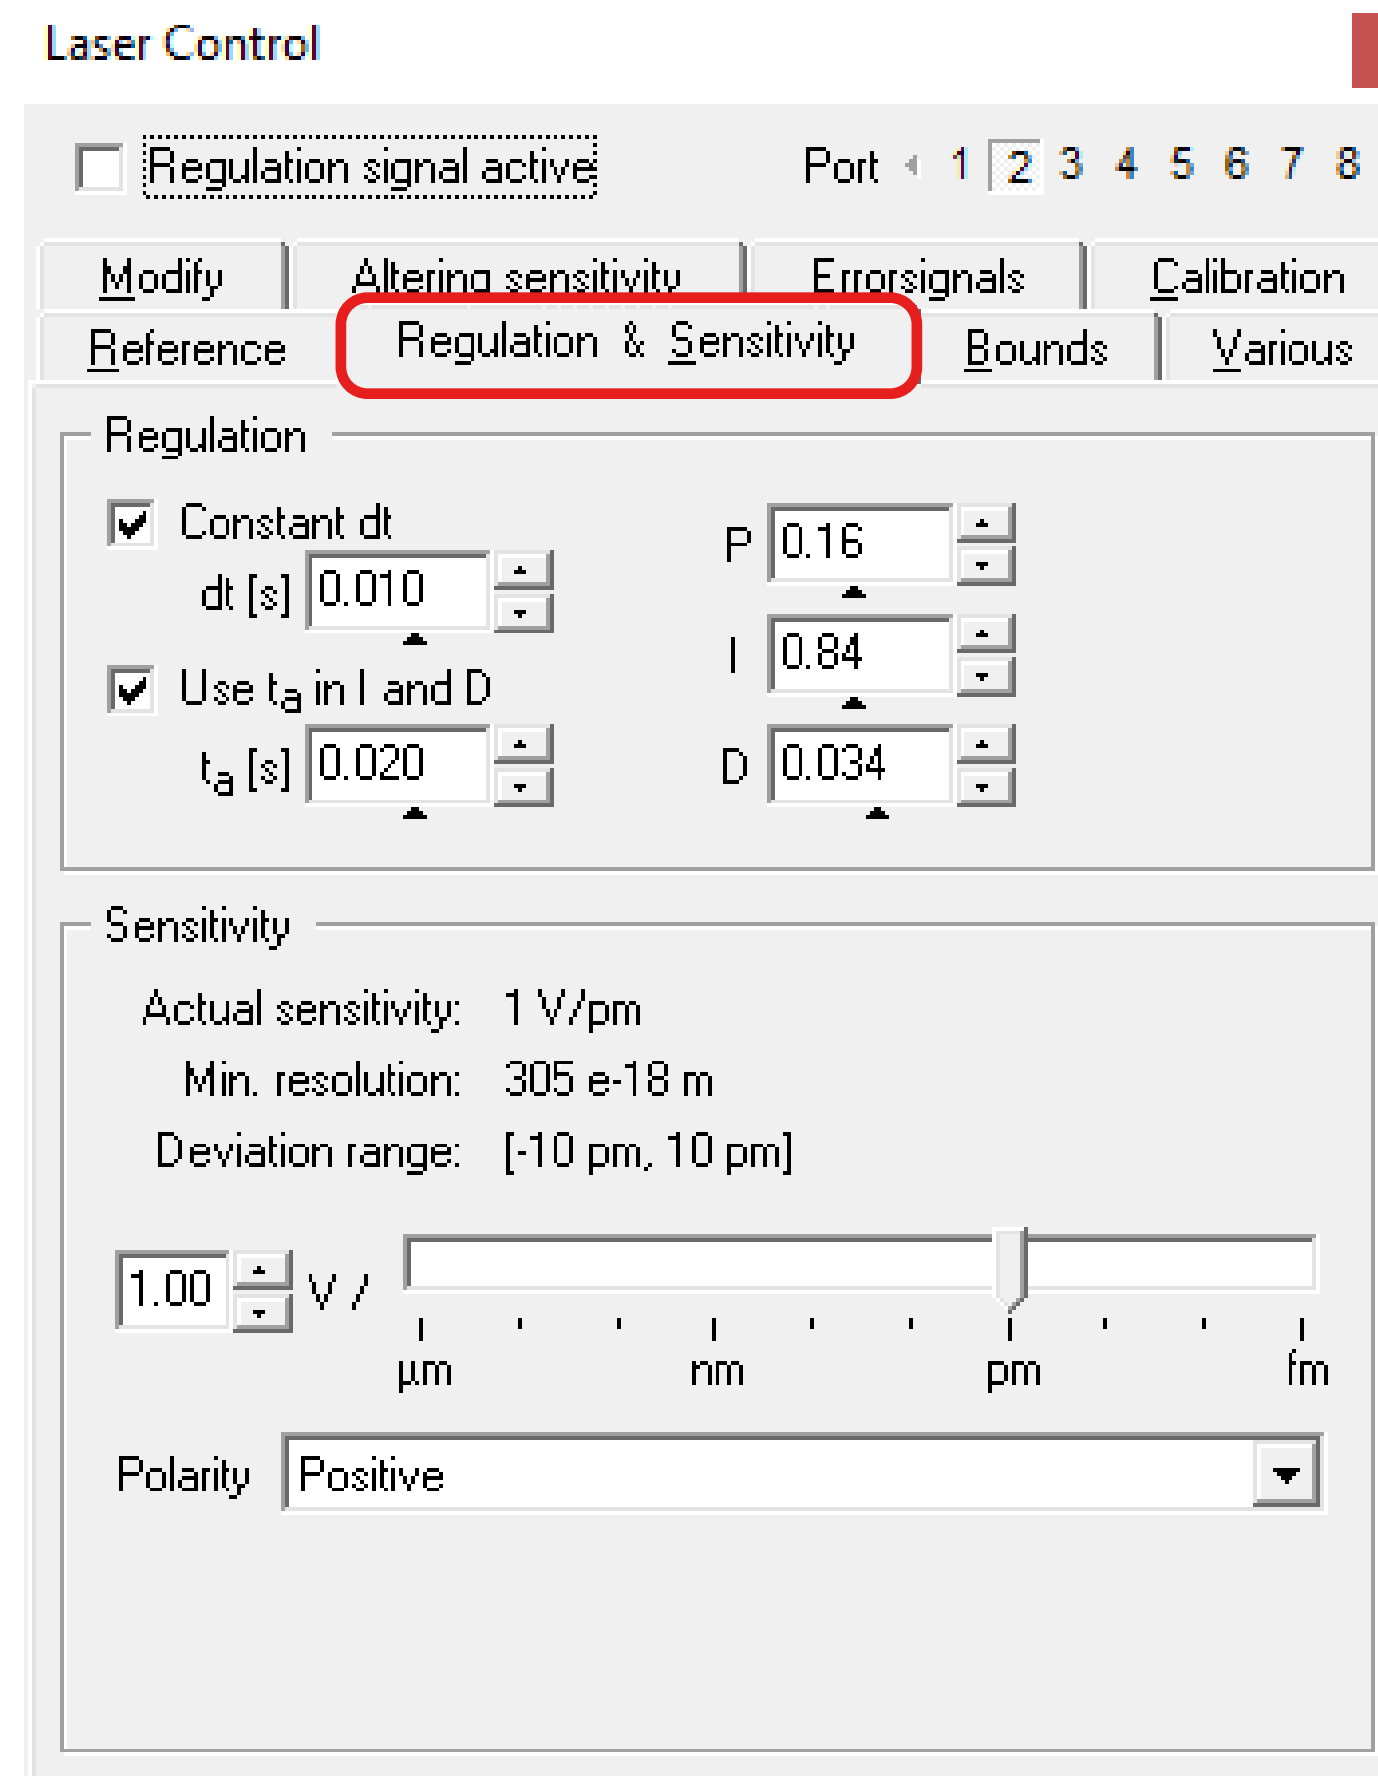 Laser Control
Regulation signal active Port 1 2 3 4 5 6 7 8
Modify Altering sensitivity Errorsignals Calibration
Reference Regulation & Sensitivity Bounds Various
Regulation
Constant dt
P 0.16
dt [s] 0.010
I 0.84
Use ta in I and D
ta [s] 0.020
D 0.034
Sensitivity
Actual sensitivity: 1 V/pm
Min. resolution: 305 e-18 m
Deviation range: [-10 pm, 10 pm]
1.00 V /
µm nm pm fm
Polarity Positive